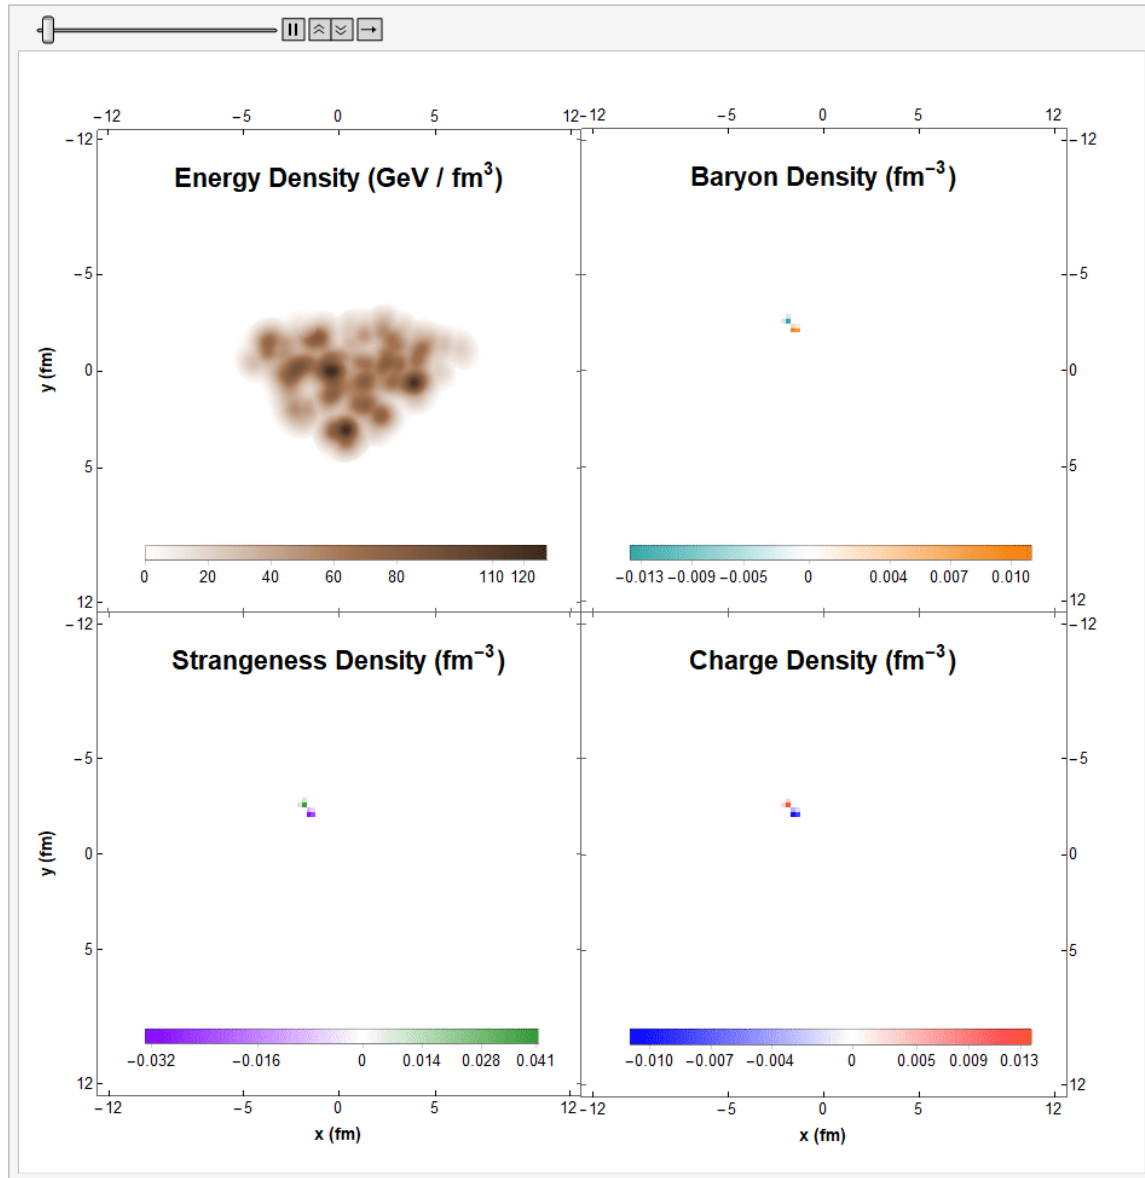 −12 −5 0 5 12 −12 −5 0 5 12
−12 −12
Energy Density (GeV / fm³) Baryon Density (fm⁻³)
−5 −5
y (fm) 0 0
5 5
0 20 40 60 80 110 120 −0.013 −0.009 −0.005 0 0.004 0.007 0.010
12 12
−12 −12
Strangeness Density (fm⁻³) Charge Density (fm⁻³)
−5 −5
y (fm) 0 0
5 5
−0.032 −0.016 0 0.014 0.028 0.041 −0.010 −0.007 −0.004 0 0.005 0.009 0.013
12 12
−12 −5 0 5 12 −12 −5 0 5 12
x (fm) x (fm)